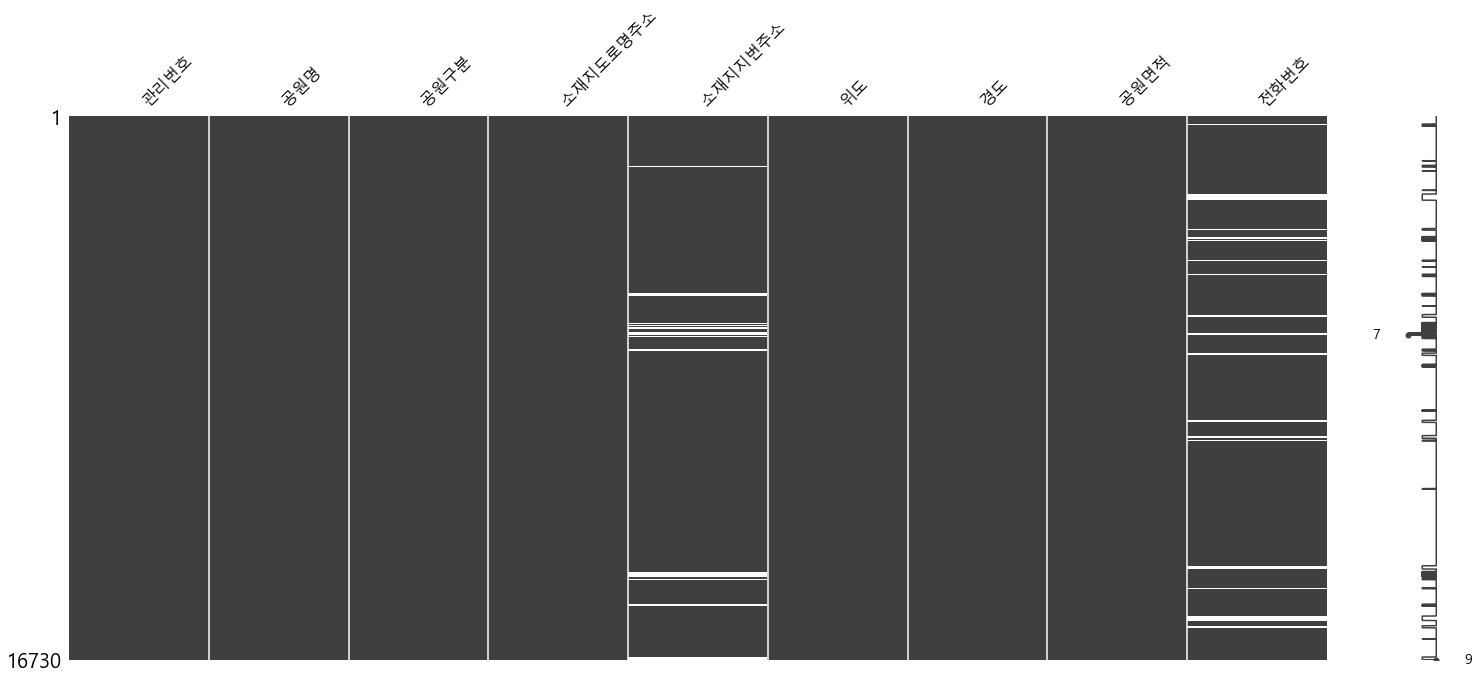 관리번호
공원명
공원구분
소재지도로명주소
소재지지번주소
위도
경도
공원면적
전화번호
1
7
16730
9